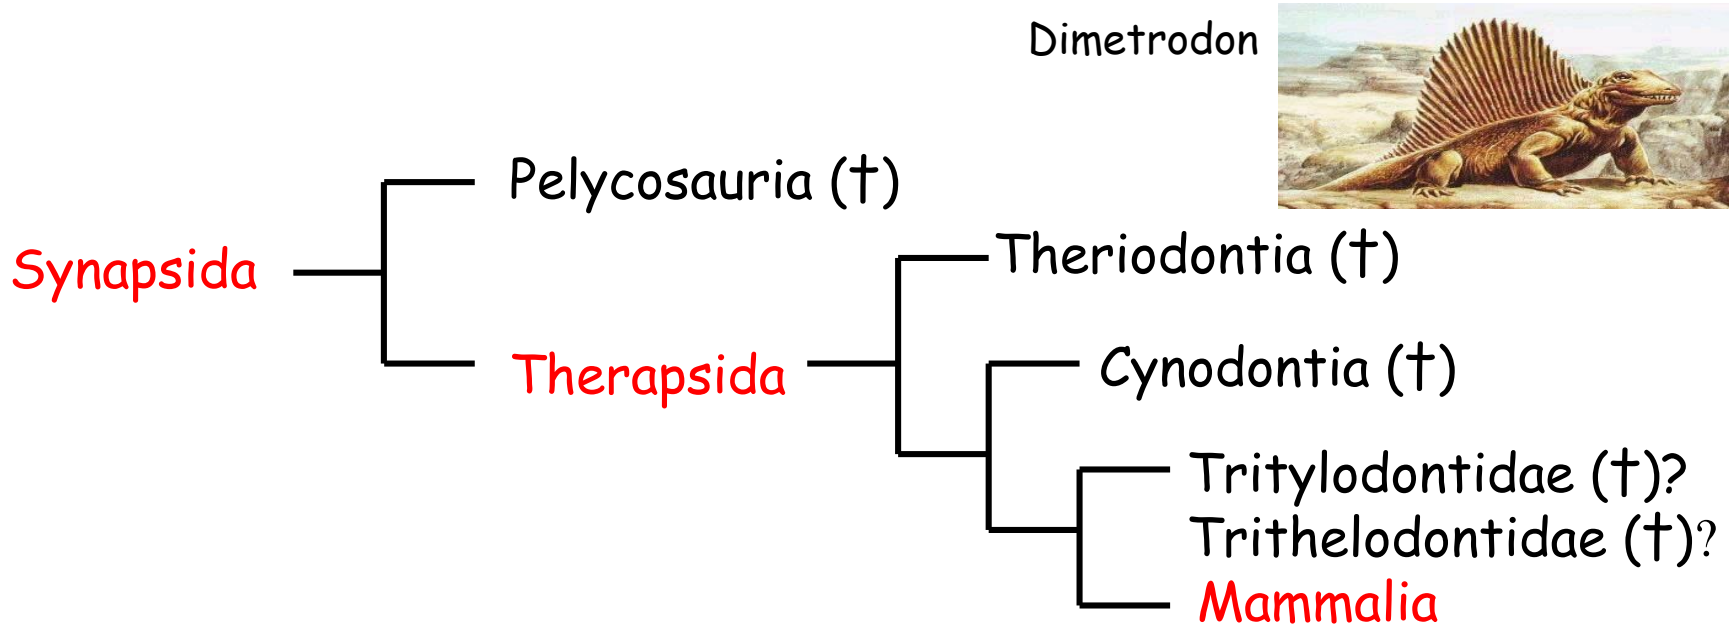 Dimetrodon
Pelycosauria (†)
Synapsida
Theriodontia (†)
Therapsida
Cynodontia (†)
Tritylodontidae (†)?
Trithelodontidae (†)?
Mammalia